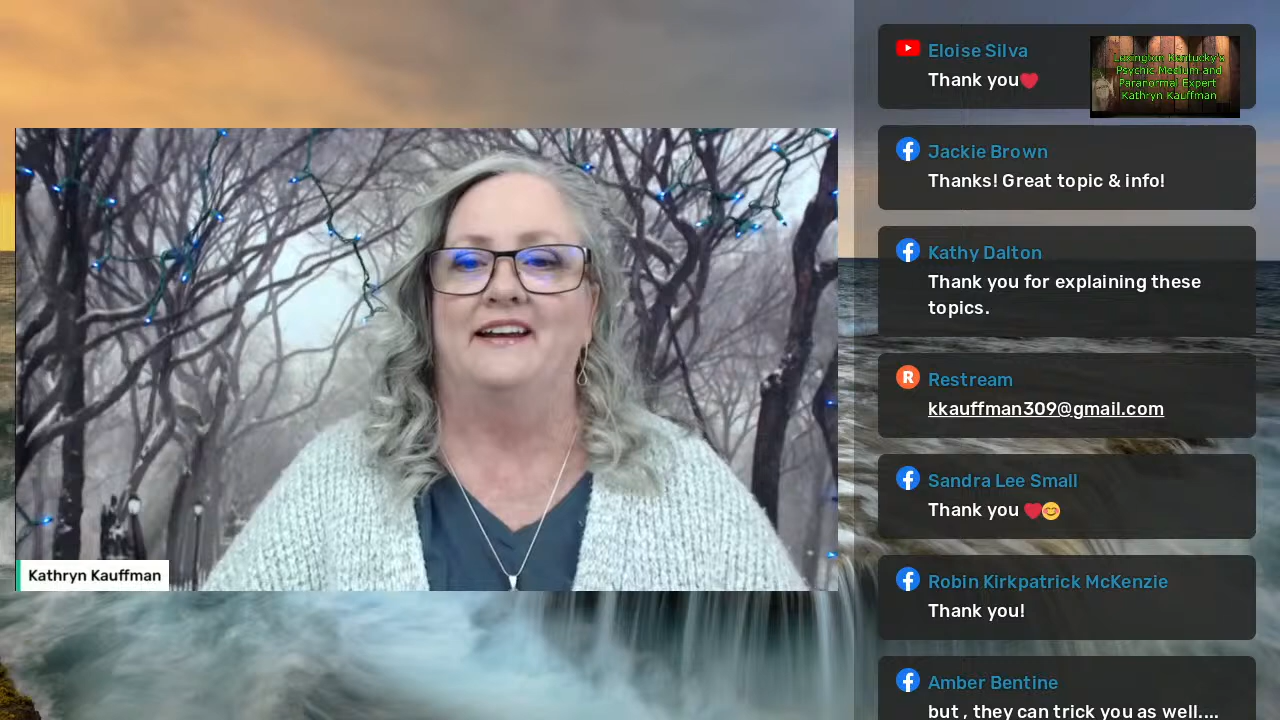 Kathryn Kauffman
Eloise Silva
Thank you❤️
Lexington Kentucky's
Psychic Medium and
Paranormal Expert
Kathryn Kauffman
Jackie Brown
Thanks! Great topic & info!
Kathy Dalton
Thank you for explaining these
topics.
R
Restream
kkauffman309@gmail.com
Sandra Lee Small
Thank you ❤️😊
Robin Kirkpatrick McKenzie
Thank you!
Amber Bentine
but , they can trick you as well....